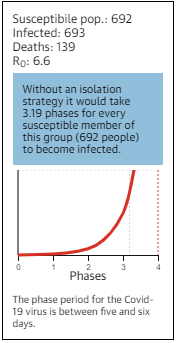 Susceptibile pop.: 692
Infected: 693
Deaths: 139
R0: 6.6
Without an isolation
strategy it would take
3.19 phases for every
susceptible member of
this group (692 people)
to become infected.
0 1 2 3 4
Phases
The phase period for the Covid-
19 virus is between five and six
days.